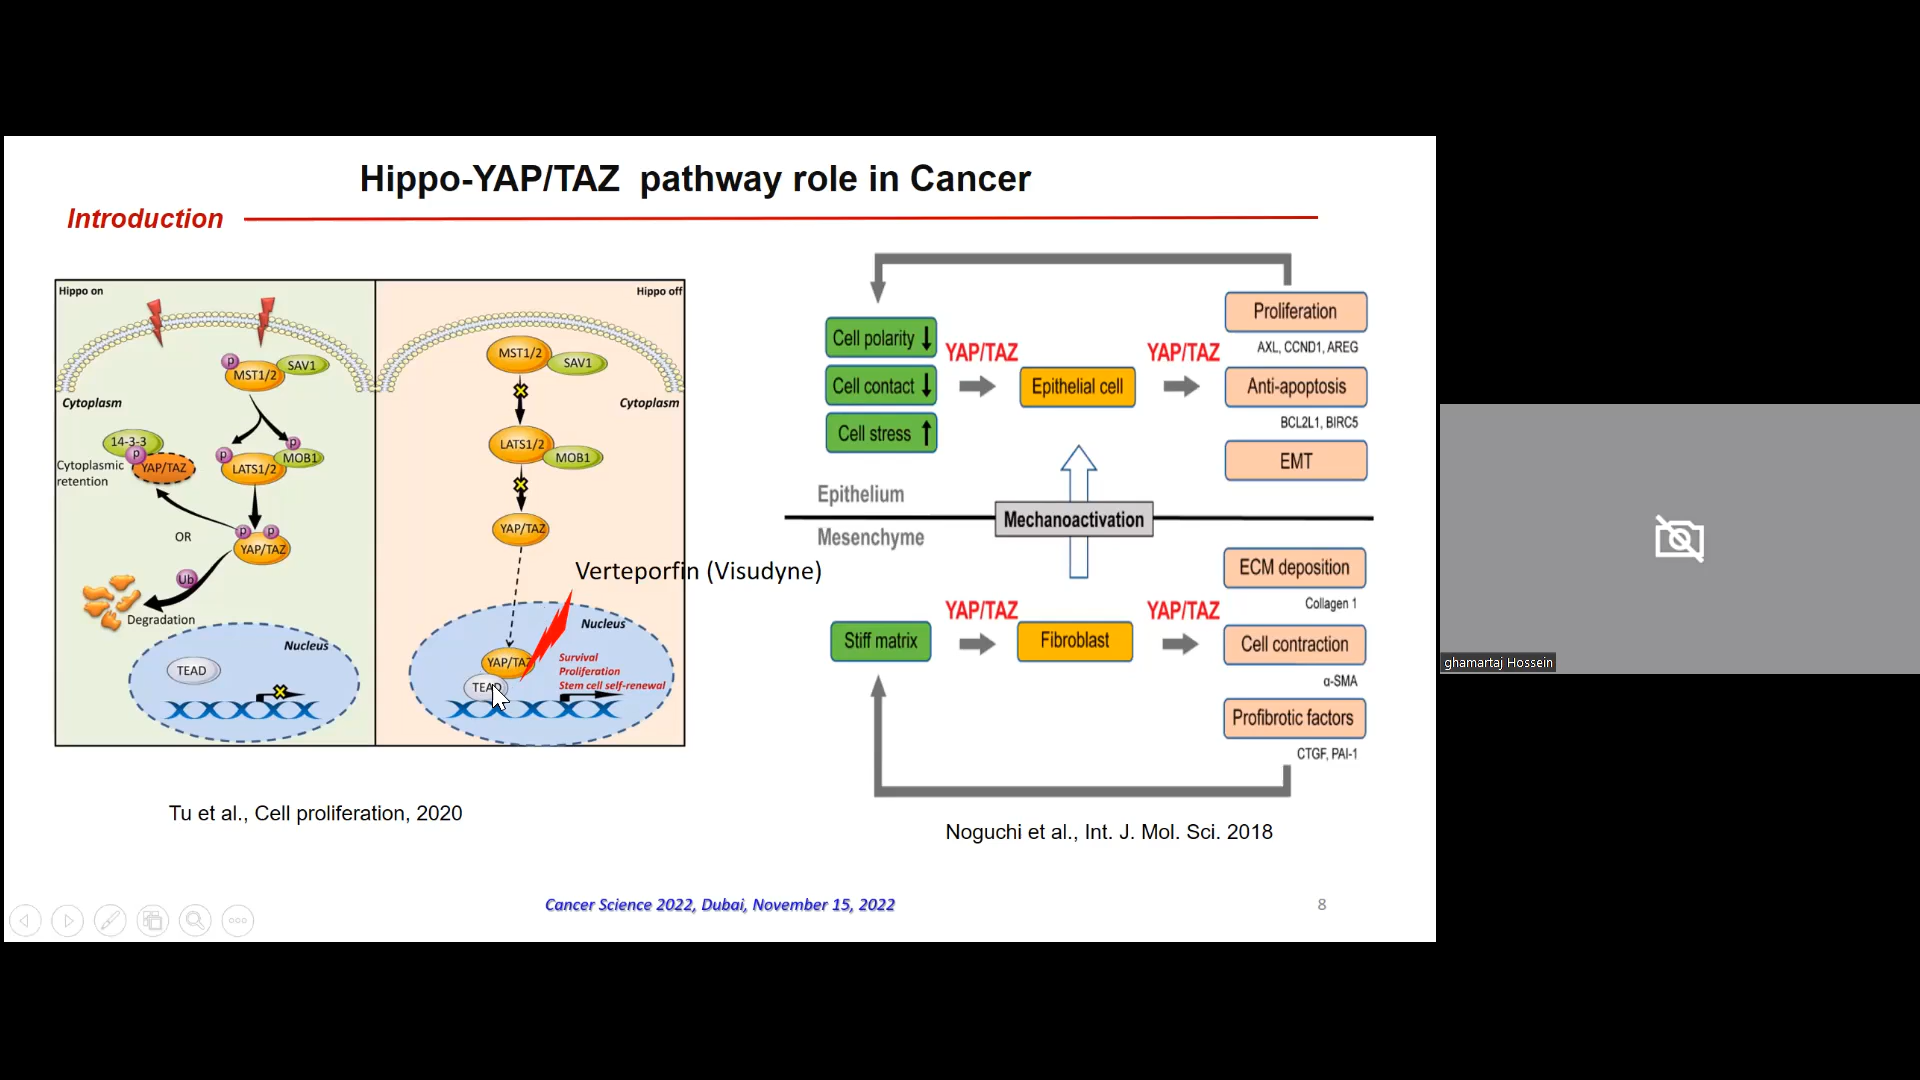 Hippo-YAP/TAZ pathway role in Cancer
Introduction
Hippo on
P
MST1/2
SAV1
Cytoplasm
14-3-3
P
YAP/TAZ
Cytoplasmic
retention
P
LATS1/2
P
MOB1
OR
P
P
YAP/TAZ
Ub
Degradation
Nucleus
TEAD
Hippo off
MST1/2
SAV1
Cytoplasm
LATS1/2
MOB1
YAP/TAZ
Verteporfin (Visudyne)
Nucleus
YAP/TAZ
TEAD
Survival
Proliferation
Stem cell self-renewal
Tu et al., Cell proliferation, 2020
Cell polarity
Cell contact
Cell stress
YAP/TAZ
Epithelial cell
YAP/TAZ
Proliferation
AXL, CCND1, AREG
Anti-apoptosis
BCL2L1, BIRC5
EMT
Epithelium
Mechanoactivation
Mesenchyme
Stiff matrix
YAP/TAZ
Fibroblast
YAP/TAZ
ECM deposition
Collagen 1
Cell contraction
α-SMA
Profibrotic factors
CTGF, PAI-1
Noguchi et al., Int. J. Mol. Sci. 2018
Cancer Science 2022, Dubai, November 15, 2022
8
ghamartaj Hossein